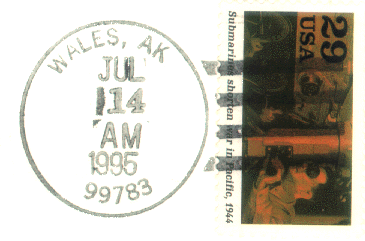 WALES, AK
JUL
14
AM
1995
99783
29
USA
Submarines shorten war in Pacific, 1944